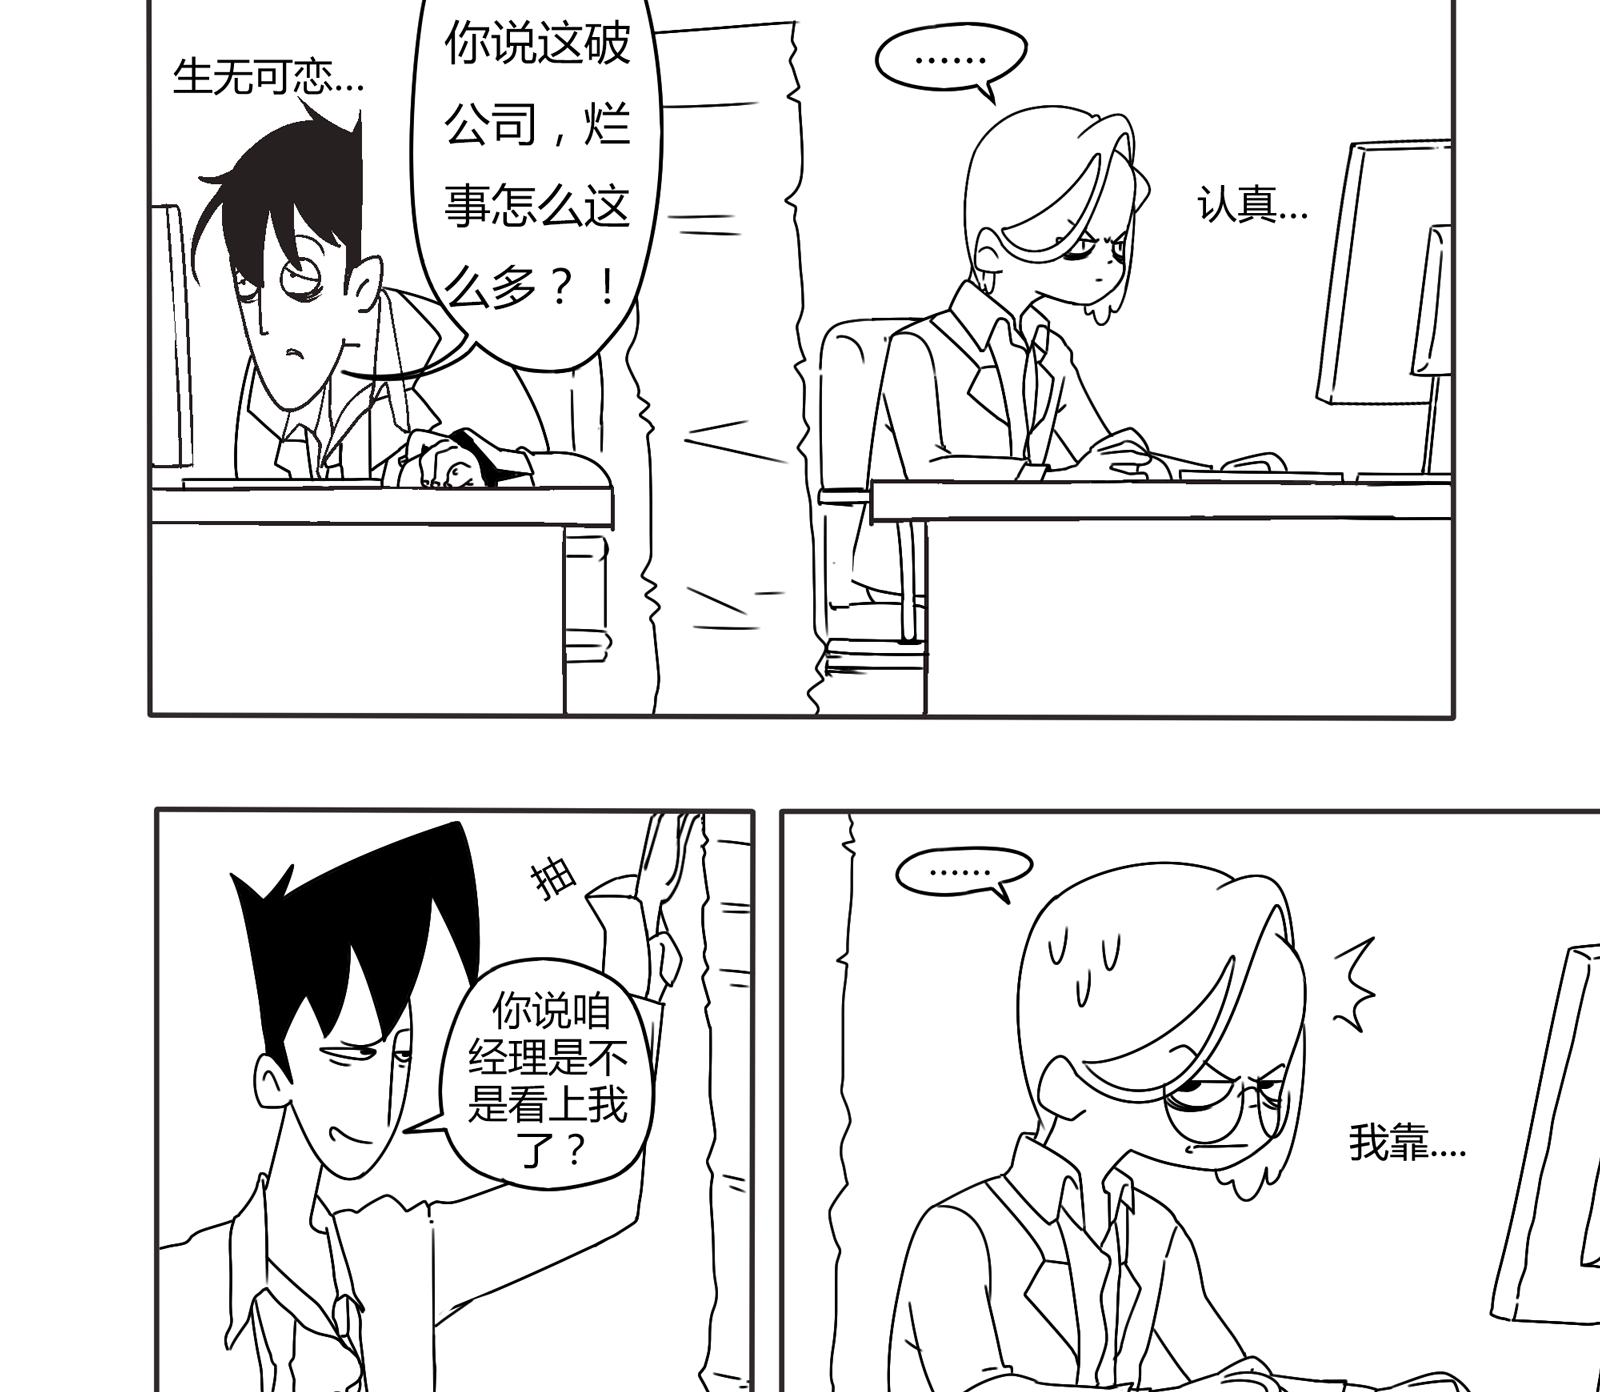 生无可恋...
你说这破
公司，烂
事怎么这
么多？！
......
认真...
抽
你说咱
经理是不
是看上我
了？
......
我靠....